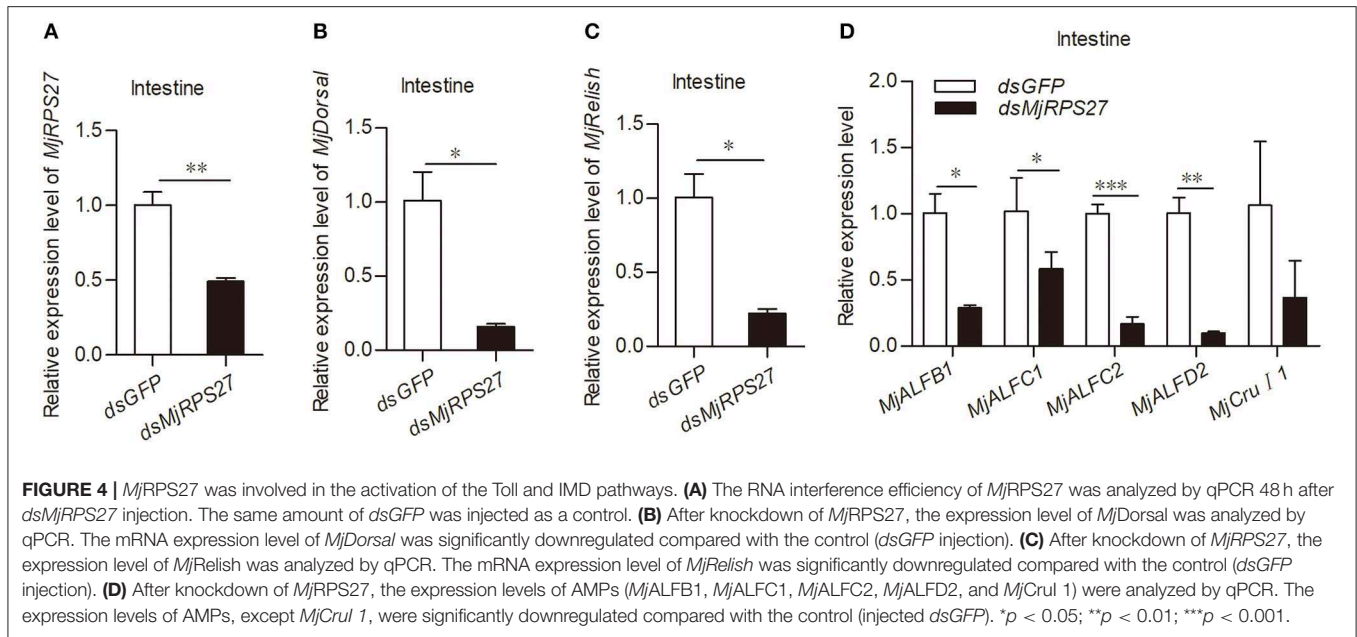 A
Intestine
Relative expression level of MjRPS27
1.5
1.0
0.5
0.0
**
dsGFP
dsMjRPS27
B
Intestine
Relative expression level of MjDorsal
1.5
1.0
0.5
0.0
*
dsGFP
dsMjRPS27
C
Intestine
Relative expression level of MjRelish
1.5
1.0
0.5
0.0
*
dsGFP
dsMjRPS27
D
Intestine
Relative expression level
2.0
1.5
1.0
0.5
0.0
dsGFP
dsMjRPS27
*
*
***
**
MjALFB1
MjALFC1
MjALFC2
MjALFD2
MjCru I 1
FIGURE 4 | MjRPS27 was involved in the activation of the Toll and IMD pathways. (A) The RNA interference efficiency of MjRPS27 was analyzed by qPCR 48 h after
dsMjRPS27 injection. The same amount of dsGFP was injected as a control. (B) After knockdown of MjRPS27, the expression level of MjDorsal was analyzed by
qPCR. The mRNA expression level of MjDorsal was significantly downregulated compared with the control (dsGFP injection). (C) After knockdown of MjRPS27, the
expression level of MjRelish was analyzed by qPCR. The mRNA expression level of MjRelish was significantly downregulated compared with the control (dsGFP
injection). (D) After knockdown of MjRPS27, the expression levels of AMPs (MjALFB1, MjALFC1, MjALFC2, MjALFD2, and MjCruI 1) were analyzed by qPCR. The
expression levels of AMPs, except MjCruI 1, were significantly downregulated compared with the control (injected dsGFP). *p < 0.05; **p < 0.01; ***p < 0.001.